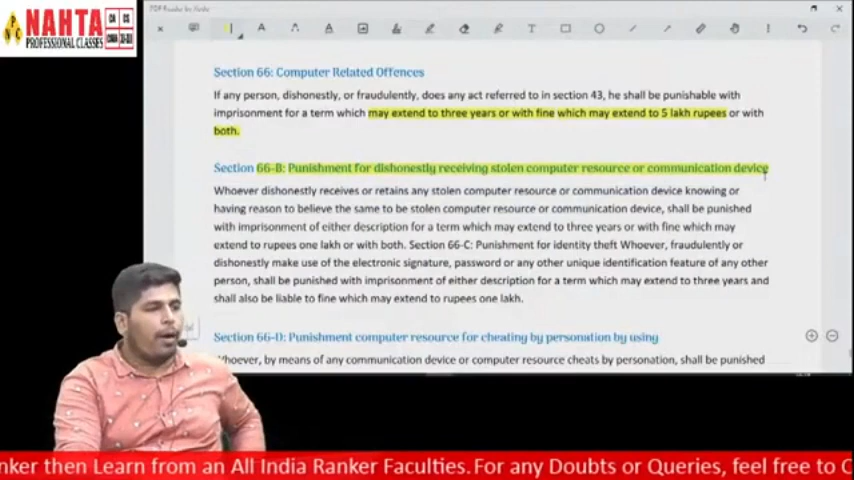 NAHTA
PROFESSIONAL CLASSES
CA
CS
CMA
XI-XII
Section 66: Computer Related Offences
If any person, dishonestly, or fraudulently, does any act referred to in section 43, he shall be punishable with
imprisonment for a term which may extend to three years or with fine which may extend to 5 lakh rupees or with
both.
Section 66-B: Punishment for dishonestly receiving stolen computer resource or communication device
Whoever dishonestly receives or retains any stolen computer resource or communication device knowing or
having reason to believe the same to be stolen computer resource or communication device, shall be punished
with imprisonment of either description for a term which may extend to three years or with fine which may
extend to rupees one lakh or with both. Section 66-C: Punishment for identity theft Whoever, fraudulently or
dishonestly make use of the electronic signature, password or any other unique identification feature of any other
person, shall be punished with imprisonment of either description for a term which may extend to three years and
shall also be liable to fine which may extend to rupees one lakh.
Section 66-D: Punishment computer resource for cheating by personation by using
Whoever, by means of any communication device or computer resource cheats by personation, shall be punished
nker then Learn from an All India Ranker Faculties. For any Doubts or Queries, feel free to C